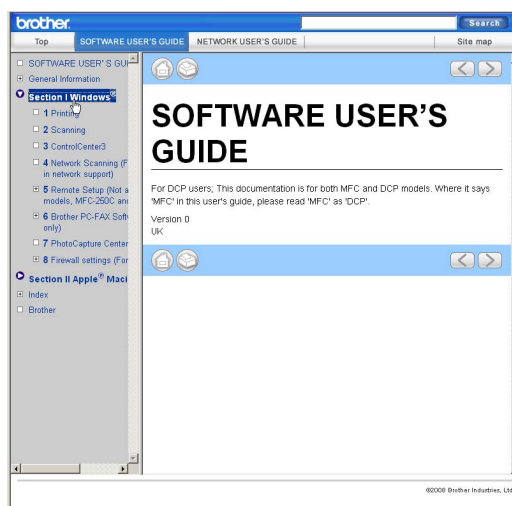 brother.
Search
Top SOFTWARE USER'S GUIDE NETWORK USER'S GUIDE Site map
SOFTWARE USER'S GUI
General Information
Section I Windows®
1 Printing
2 Scanning
3 ControlCenter3
4 Network Scanning (F
in network support)
5 Remote Setup (Not a
models, MFC-250C an
6 Brother PC-FAX Soft
only)
7 PhotoCapture Center
8 Firewall settings (For
Section II Apple® Maci
Index
Brother
SOFTWARE USER'S
GUIDE
For DCP users; This documentation is for both MFC and DCP models. Where it says
'MFC' in this user's guide, please read 'MFC' as 'DCP'.
Version 0
UK
©2008 Brother Industries, Ltd